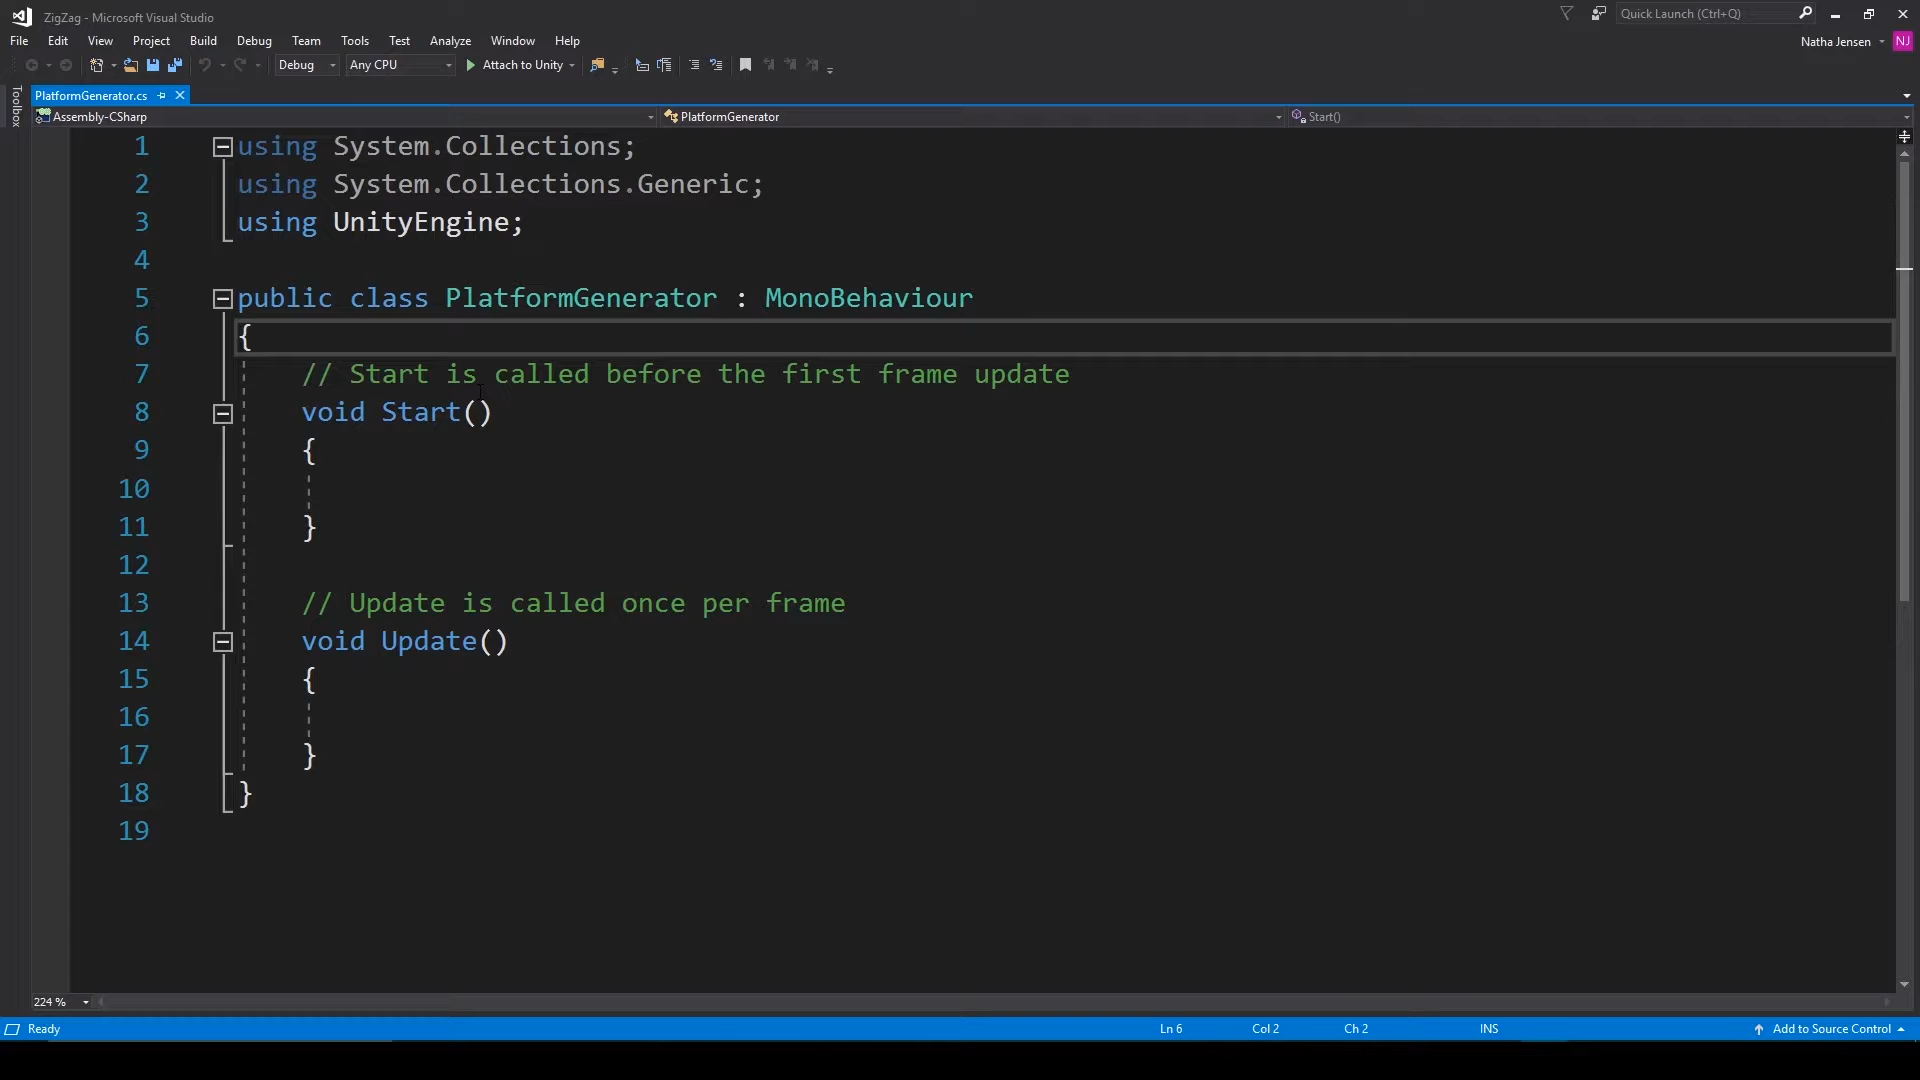 ZigZag - Microsoft Visual Studio
Quick Launch (Ctrl+Q)
File Edit View Project Build Debug Team Tools Test Analyze Window Help
Natha Jensen NJ
Debug Any CPU Attach to Unity
Toolbox
PlatformGenerator.cs
Assembly-CSharp PlatformGenerator Start()
1 using System.Collections;
2 using System.Collections.Generic;
3 using UnityEngine;
4
5 public class PlatformGenerator : MonoBehaviour
6 {
7 // Start is called before the first frame update
8 void Start()
9 {
10
11 }
12
13 // Update is called once per frame
14 void Update()
15 {
16
17 }
18 }
19
224 %
Ready Ln 6 Col 2 Ch 2 INS Add to Source Control